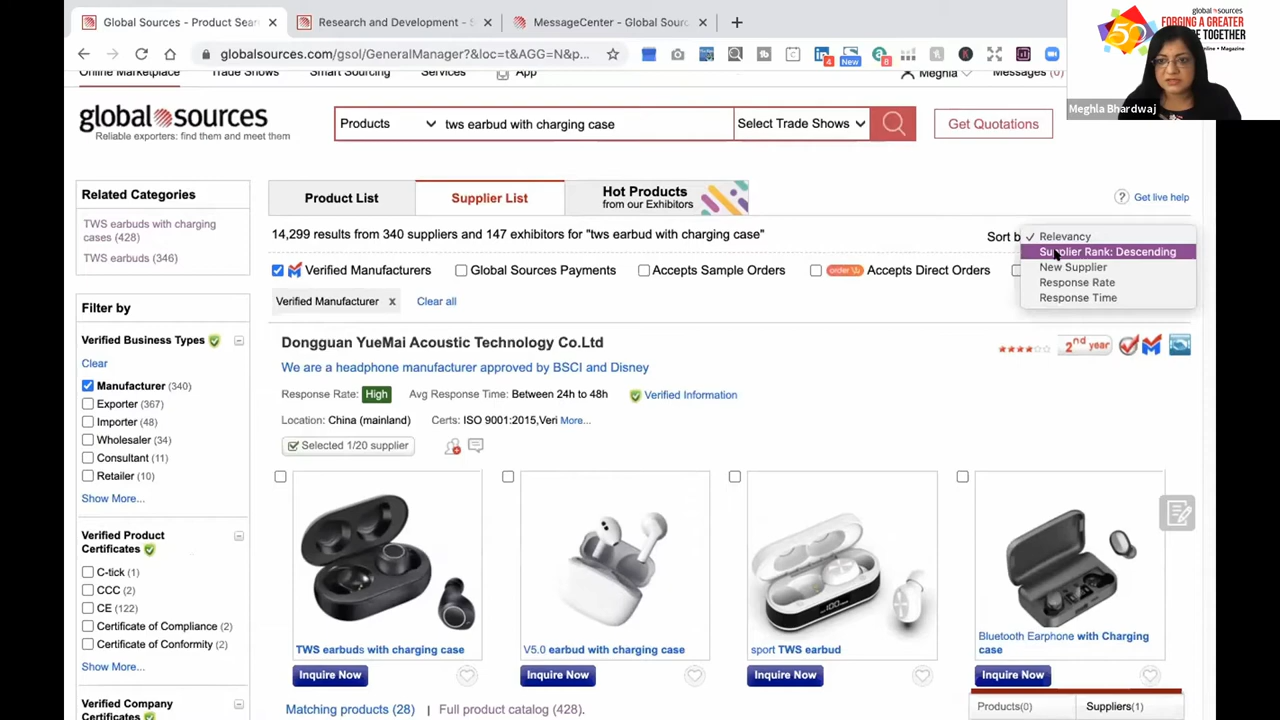 Global Sources - Product Sear
Research and Development - S
MessageCenter - Global Sourc
globalsources.com/gsol/GeneralManager?&loc=t&AGG=N&p...
4
New
8
global sources
50
FORGING A GREATER
TOGETHER
Magazine
Meghla Bhardwaj
Online Marketplace
Trade Shows
Smart Sourcing
Services
App
Meghla
Messages (0)
global sources
Reliable exporters: find them and meet them
Products
tws earbud with charging case
Select Trade Shows
Get Quotations
Related Categories
TWS earbuds with charging
cases (428)
TWS earbuds (346)
Product List
Supplier List
Hot Products
from our Exhibitors
Get live help
14,299 results from 340 suppliers and 147 exhibitors for "tws earbud with charging case"
Sort b
Relevancy
Supplier Rank: Descending
New Supplier
Response Rate
Response Time
Verified Manufacturers
Global Sources Payments
Accepts Sample Orders
order
Accepts Direct Orders
Verified Manufacturer x
Clear all
Filter by
Verified Business Types
Clear
Manufacturer (340)
Exporter (367)
Importer (48)
Wholesaler (34)
Consultant (11)
Retailer (10)
Show More...
Verified Product
Certificates
C-tick (1)
CCC (2)
CE (122)
Certificate of Compliance (2)
Certificate of Conformity (2)
Show More...
Verified Company
Certificates
Dongguan YueMai Acoustic Technology Co.Ltd
2nd year
We are a headphone manufacturer approved by BSCI and Disney
Response Rate: High Avg Response Time: Between 24h to 48h Verified Information
Location: China (mainland) Certs: ISO 9001:2015,Veri More...
Selected 1/20 supplier
TWS earbuds with charging case
V5.0 earbud with charging case
sport TWS earbud
Bluetooth Earphone with Charging
case
Inquire Now
Inquire Now
Inquire Now
Inquire Now
Matching products (28) | Full product catalog (428).
Products(0)
Suppliers(1)